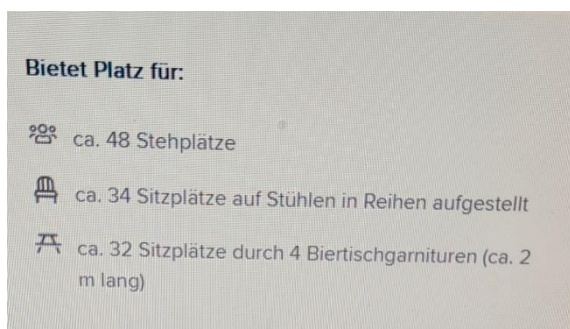 Bietet Platz für:
ca. 48 Stehplätze
ca. 34 Sitzplätze auf Stühlen in Reihen aufgestellt
ca. 32 Sitzplätze durch 4 Biertischgarnituren (ca. 2
m lang)